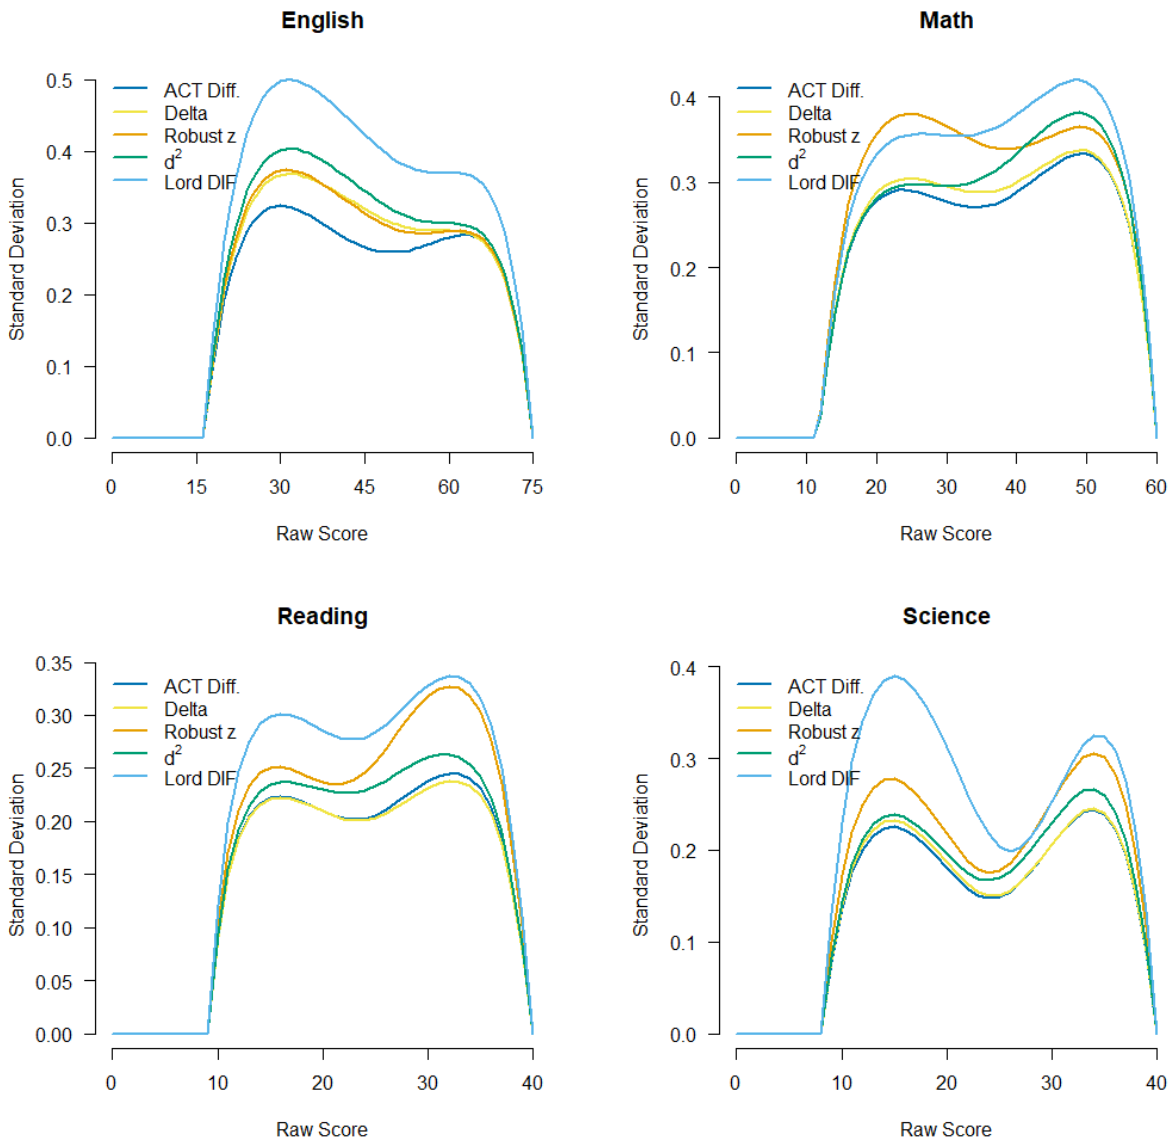 English
Standard Deviation
0.5
0.4
0.3
0.2
0.1
0.0
ACT Diff.
Delta
Robust z
d²
Lord DIF
0 15 30 45 60 75
Raw Score
Math
Standard Deviation
0.4
0.3
0.2
0.1
0.0
ACT Diff.
Delta
Robust z
d²
Lord DIF
0 10 20 30 40 50 60
Raw Score
Reading
Standard Deviation
0.35
0.30
0.25
0.20
0.15
0.10
0.05
0.00
ACT Diff.
Delta
Robust z
d²
Lord DIF
0 10 20 30 40
Raw Score
Science
Standard Deviation
0.4
0.3
0.2
0.1
0.0
ACT Diff.
Delta
Robust z
d²
Lord DIF
0 10 20 30 40
Raw Score